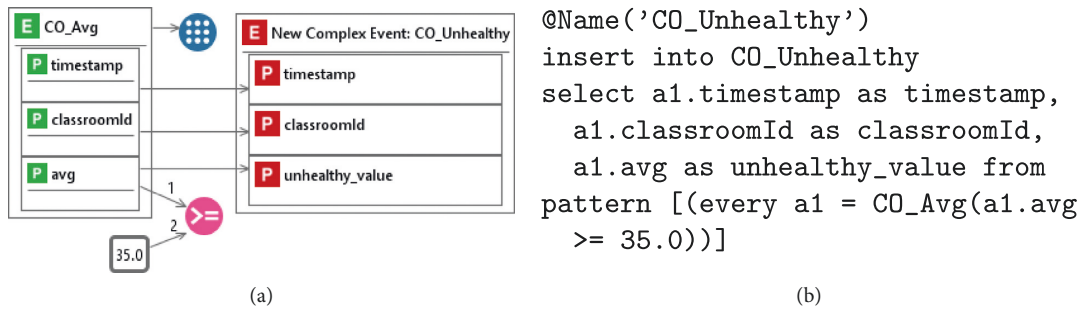 E CO_Avg
P timestamp
P classroomId
P avg
E New Complex Event: CO_Unhealthy
P timestamp
P classroomId
P unhealthy_value
1
>=
2
35.0
(a)
@Name('CO_Unhealthy')
insert into CO_Unhealthy
select a1.timestamp as timestamp,
a1.classroomId as classroomId,
a1.avg as unhealthy_value from
pattern [(every a1 = CO_Avg(a1.avg
>= 35.0))]
(b)